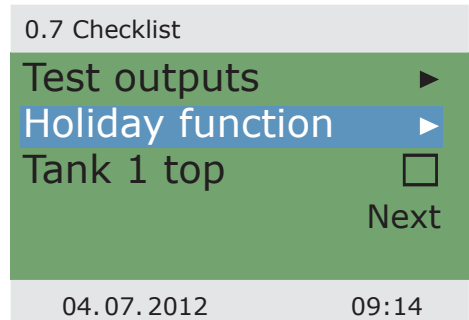 0.7 Checklist
Test outputs
Holiday function
Tank 1 top
Next
04.07.2012 09:14